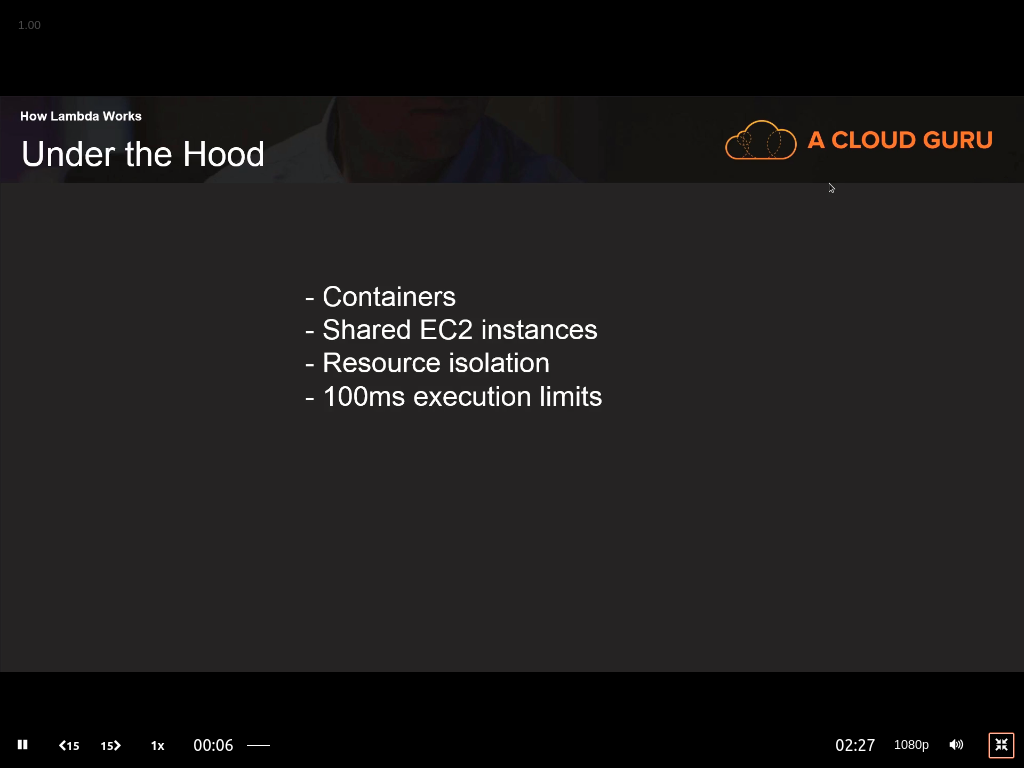 1.00
How Lambda Works
Under the Hood
A CLOUD GURU
- Containers
- Shared EC2 instances
- Resource isolation
- 100ms execution limits
15 15 1x 00:06 02:27 1080p